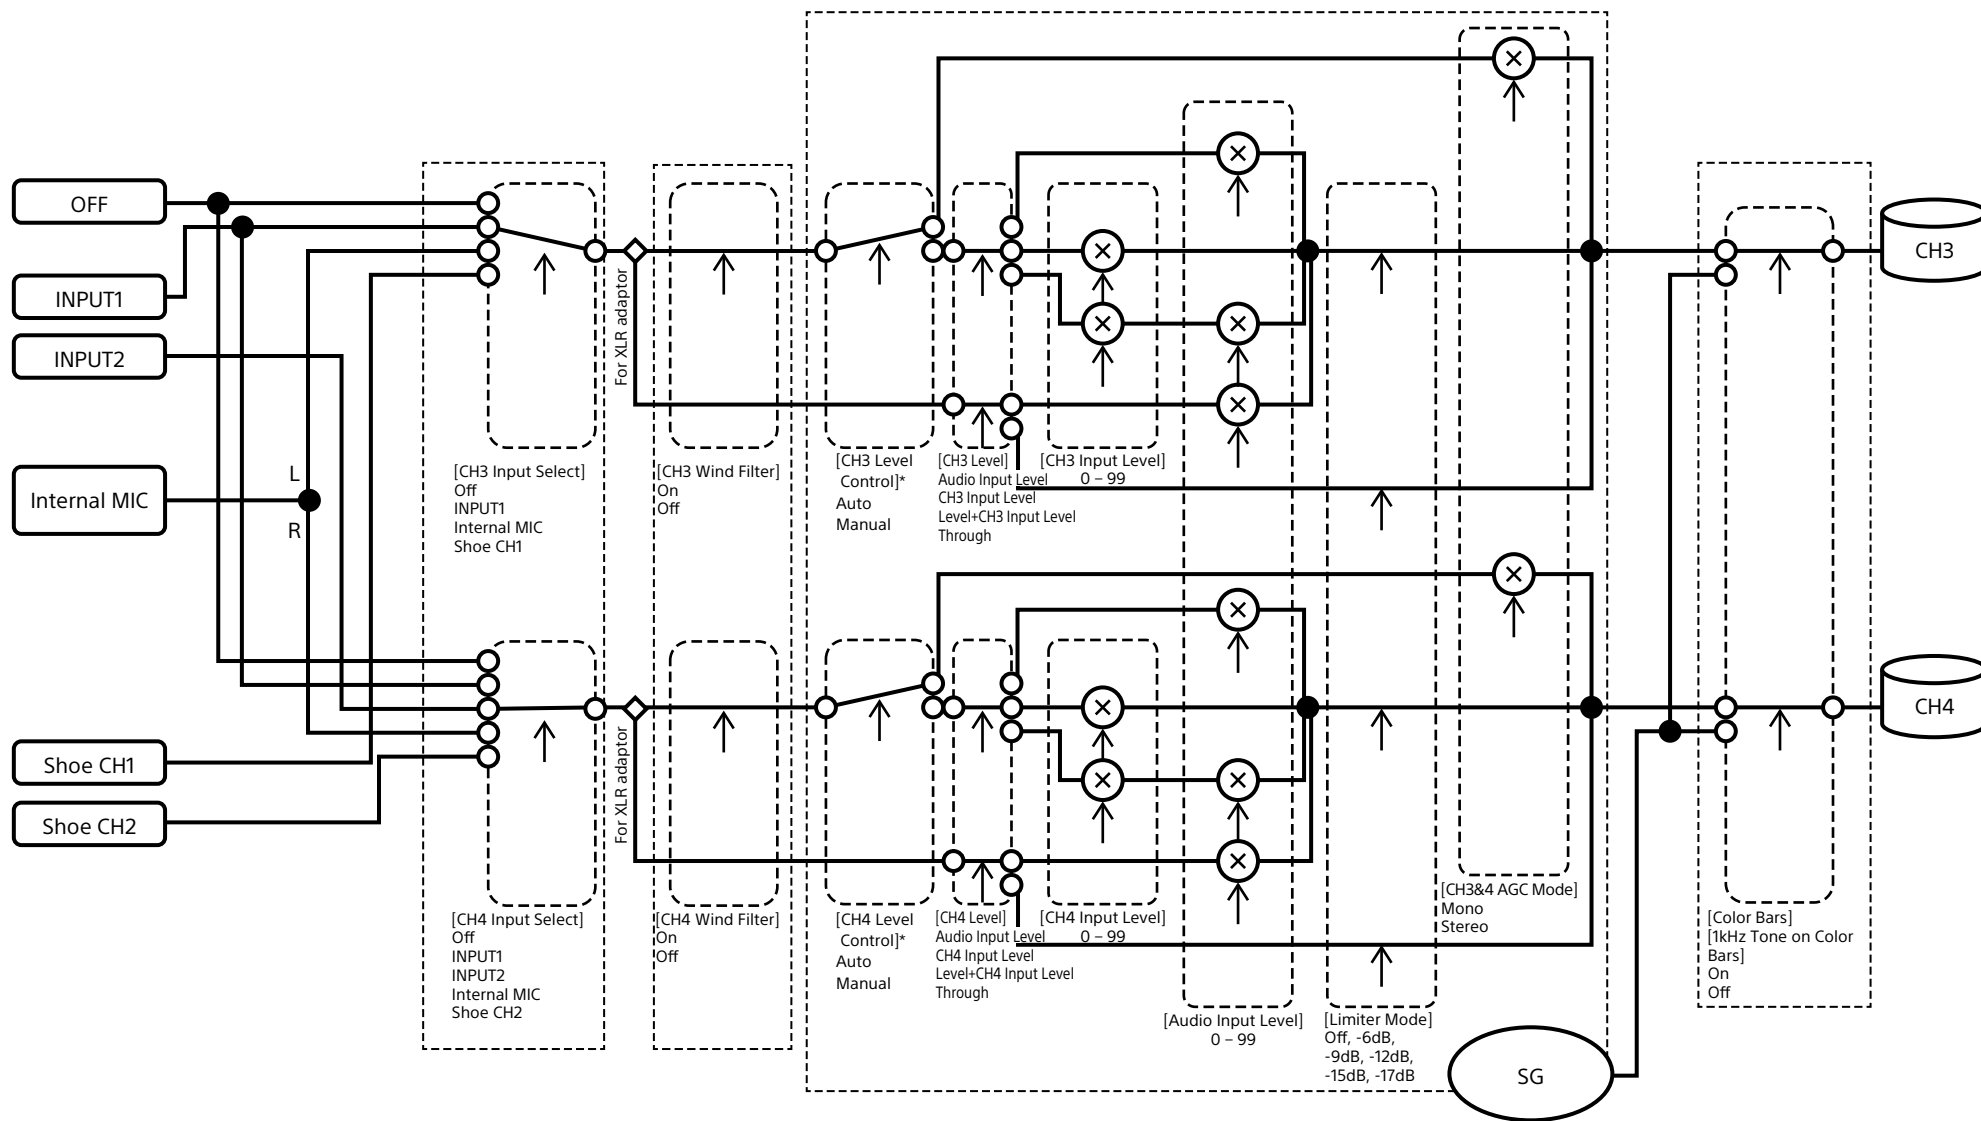 OFF
INPUT1
INPUT2
Internal MIC
L
R
Shoe CH1
Shoe CH2
For XLR adaptor
[CH3 Input Select]
Off
INPUT1
Internal MIC
Shoe CH1
[CH3 Wind Filter]
On
Off
[CH3 Level
Control]*
Auto
Manual
[CH3 Level]
Audio Input Level
CH3 Input Level
Level+CH3 Input Level
Through
[CH3 Input Level]
0 – 99
CH3
For XLR adaptor
[CH4 Input Select]
Off
INPUT1
INPUT2
Internal MIC
Shoe CH2
[CH4 Wind Filter]
On
Off
[CH4 Level
Control]*
Auto
Manual
[CH4 Level]
Audio Input Level
CH4 Input Level
Level+CH4 Input Level
Through
[CH4 Input Level]
0 – 99
[Audio Input Level]
0 – 99
[Limiter Mode]
Off, -6dB,
-9dB, -12dB,
-15dB, -17dB
[CH3&4 AGC Mode]
Mono
Stereo
SG
[Color Bars]
[1kHz Tone on Color
Bars]
On
Off
CH4